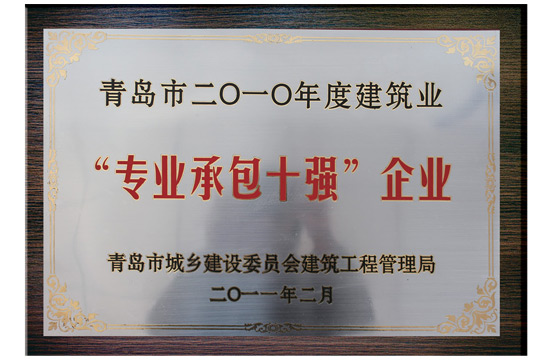 青岛市二〇一〇年度建筑业
“专业承包十强”企业
青岛市城乡建设委员会建筑工程管理局
二〇一一年二月